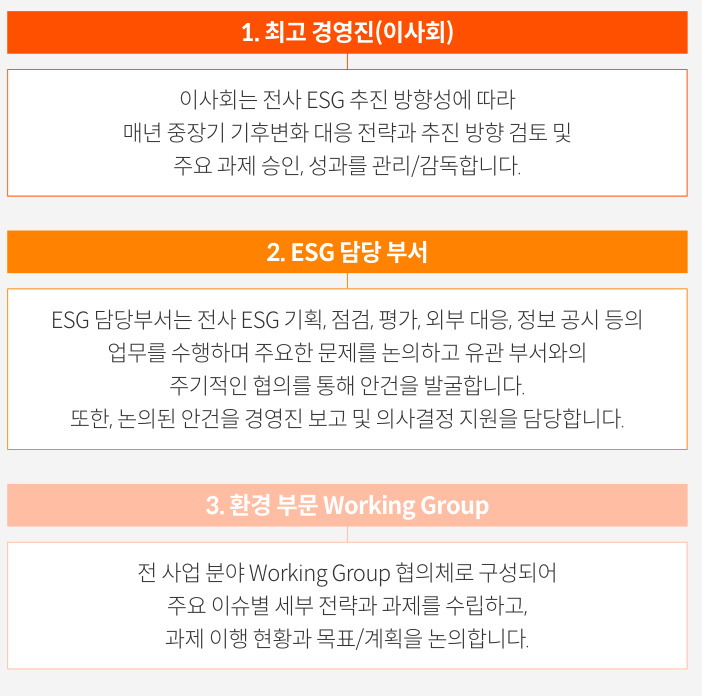 1. 최고 경영진(이사회)
이사회는 전사 ESG 추진 방향성에 따라
매년 중장기 기후변화 대응 전략과 추진 방향 검토 및
주요 과제 승인, 성과를 관리/감독합니다.
2. ESG 담당 부서
ESG 담당부서는 전사 ESG 기획, 점검, 평가, 외부 대응, 정보 공시 등의
업무를 수행하며 주요한 문제를 논의하고 유관 부서와의
주기적인 협의를 통해 안건을 발굴합니다.
또한, 논의된 안건을 경영진 보고 및 의사결정 지원을 담당합니다.
3. 환경 부문 Working Group
전 사업 분야 Working Group 협의체로 구성되어
주요 이슈별 세부 전략과 과제를 수립하고,
과제 이행 현황과 목표/계획을 논의합니다.